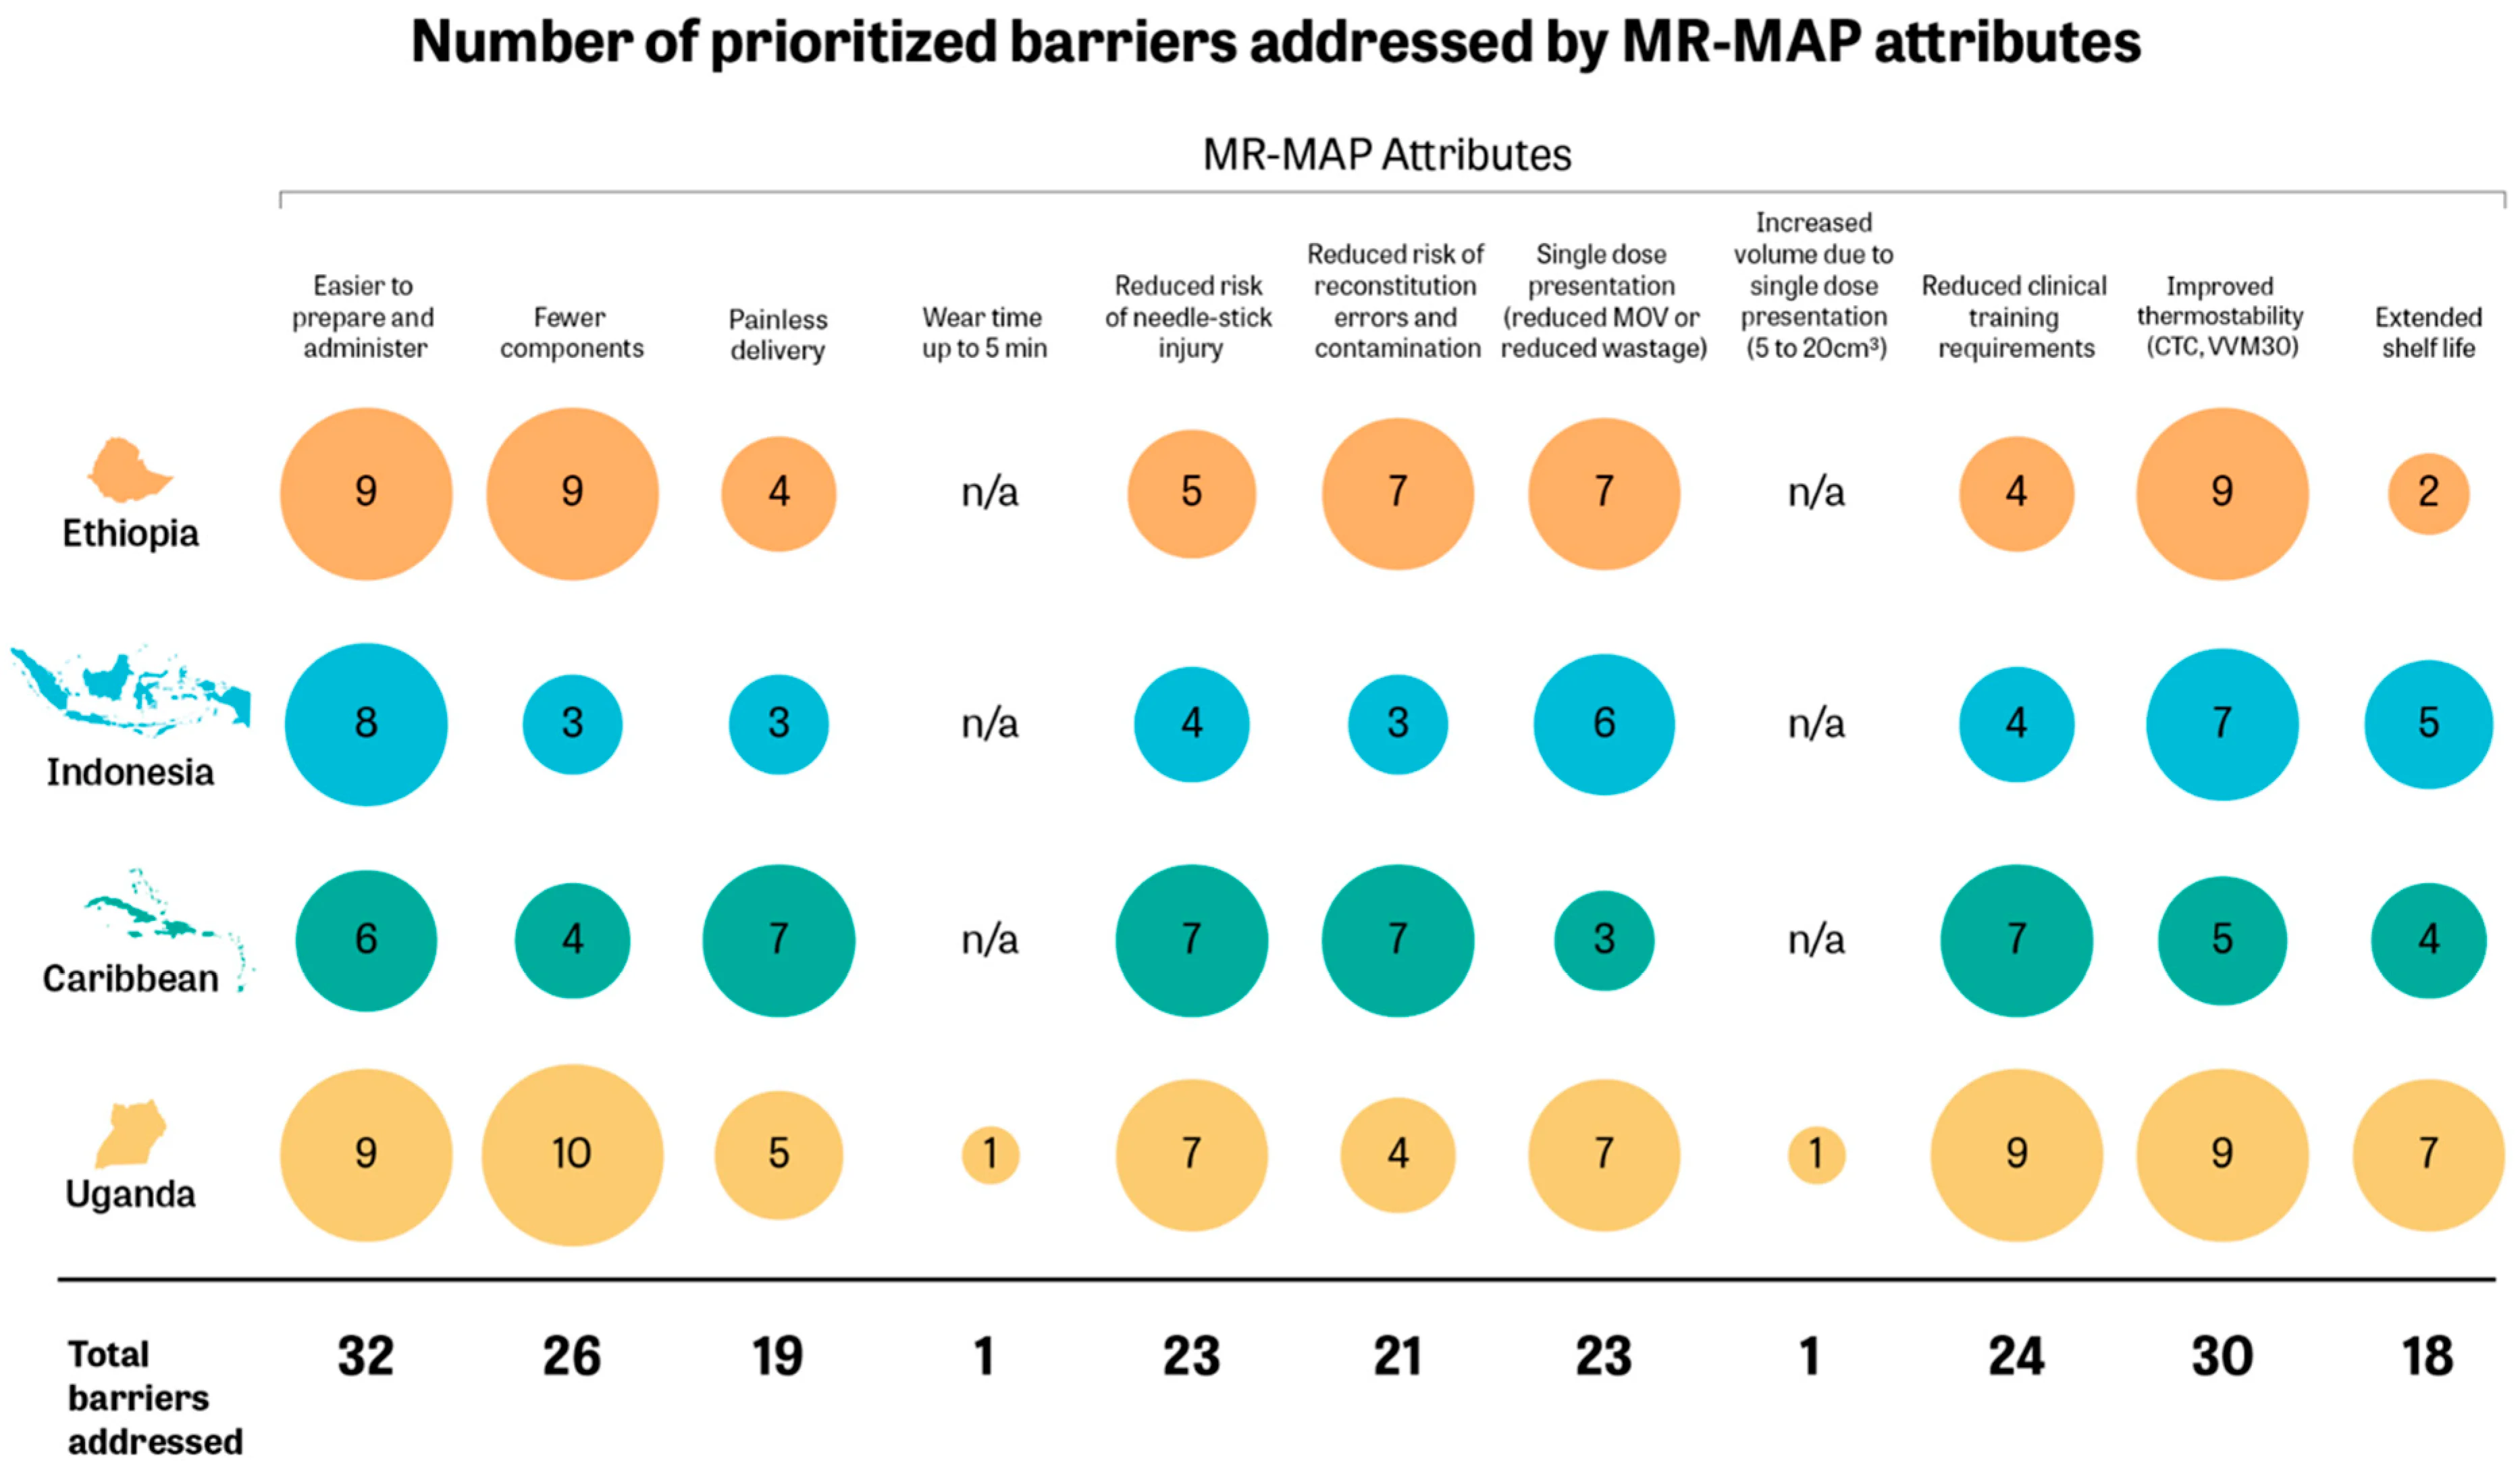 Number of prioritized barriers addressed by MR-MAP attributes
MR-MAP Attributes
Easier to
prepare and
administer
Fewer
components
Painless
delivery
Wear time
up to 5 min
Reduced risk
of needle-stick
injury
Reduced risk of
reconstitution
errors and
contamination
Single dose
presentation
(reduced MOV or
reduced wastage)
Increased
volume due to
single dose
presentation
(5 to 20cm³)
Reduced clinical
training
requirements
Improved
thermostability
(CTC, VVM30)
Extended
shelf life
Ethiopia
9 9 4 n/a 5 7 7 n/a 4 9 2
Indonesia
8 3 3 n/a 4 3 6 n/a 4 7 5
Caribbean
6 4 7 n/a 7 7 3 n/a 7 5 4
Uganda
9 10 5 1 7 4 7 1 9 9 7
Total
barriers
addressed
32 26 19 1 23 21 23 1 24 30 18